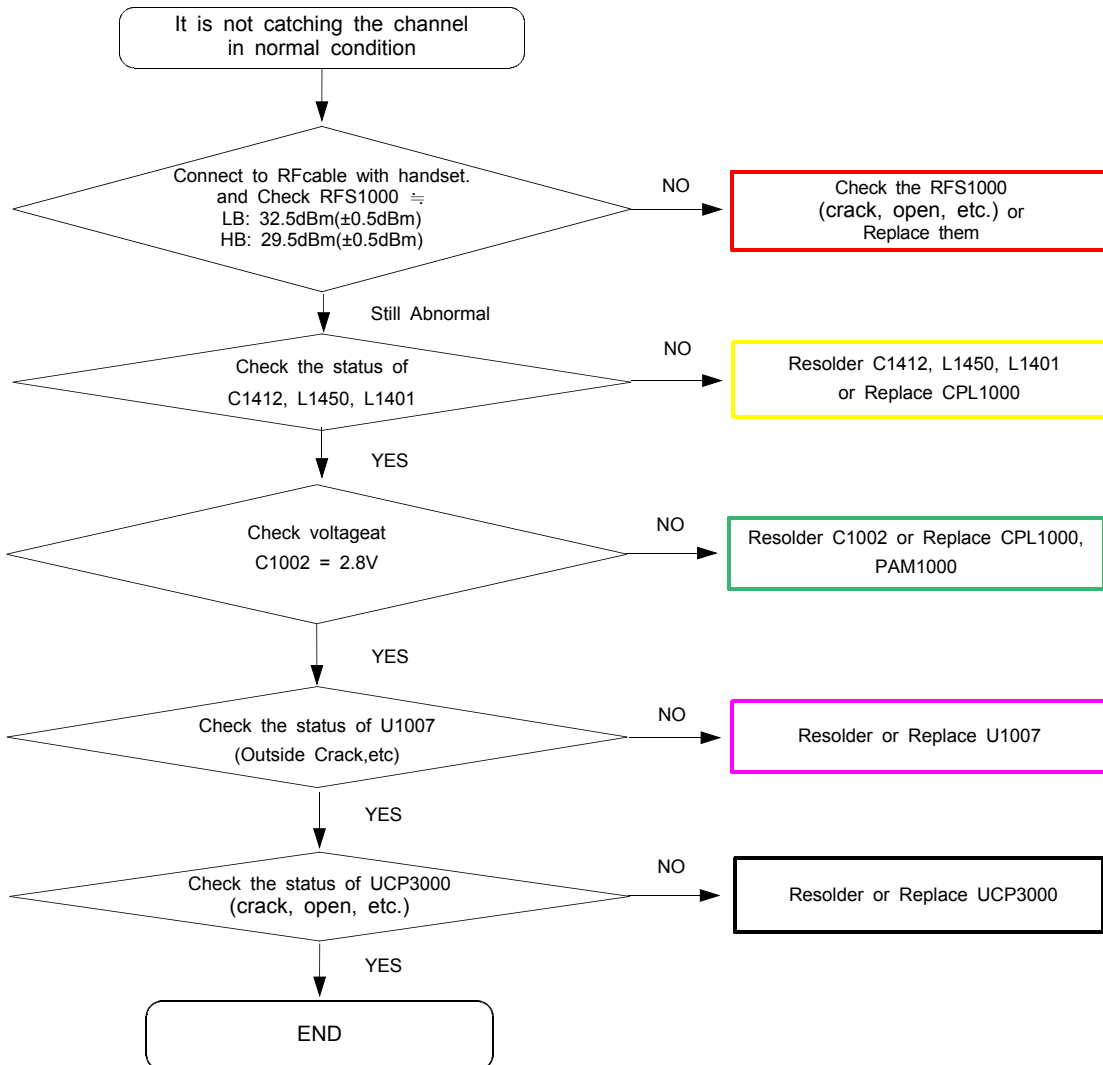 It is not catching the channel
in normal condition
Connect to RFcable with handset.
and Check RFS1000 ≒
LB: 32.5dBm(±0.5dBm)
HB: 29.5dBm(±0.5dBm)
NO
Check the RFS1000
(crack, open, etc.) or
Replace them
Still Abnormal
Check the status of
C1412, L1450, L1401
NO
Resolder C1412, L1450, L1401
or Replace CPL1000
YES
Check voltageat
C1002 = 2.8V
NO
Resolder C1002 or Replace CPL1000,
PAM1000
YES
Check the status of U1007
(Outside Crack,etc)
NO
Resolder or Replace U1007
YES
Check the status of UCP3000
(crack, open, etc.)
NO
Resolder or Replace UCP3000
YES
END